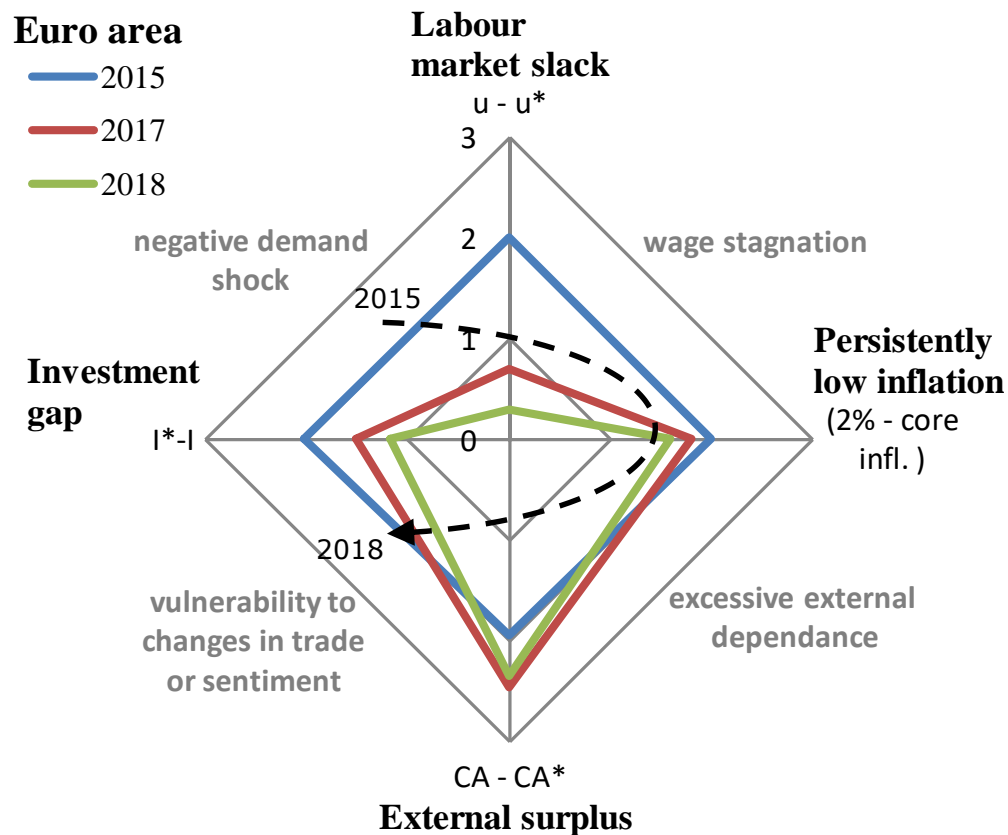 Euro area
2015
2017
2018
Labour
market slack
u - u*
3
2
1
0
negative demand
shock
wage stagnation
2015
Investment
gap
I*-I
Persistently
low inflation
(2% - core
infl. )
2018
vulnerability to
changes in trade
or sentiment
excessive external
dependance
CA - CA*
External surplus